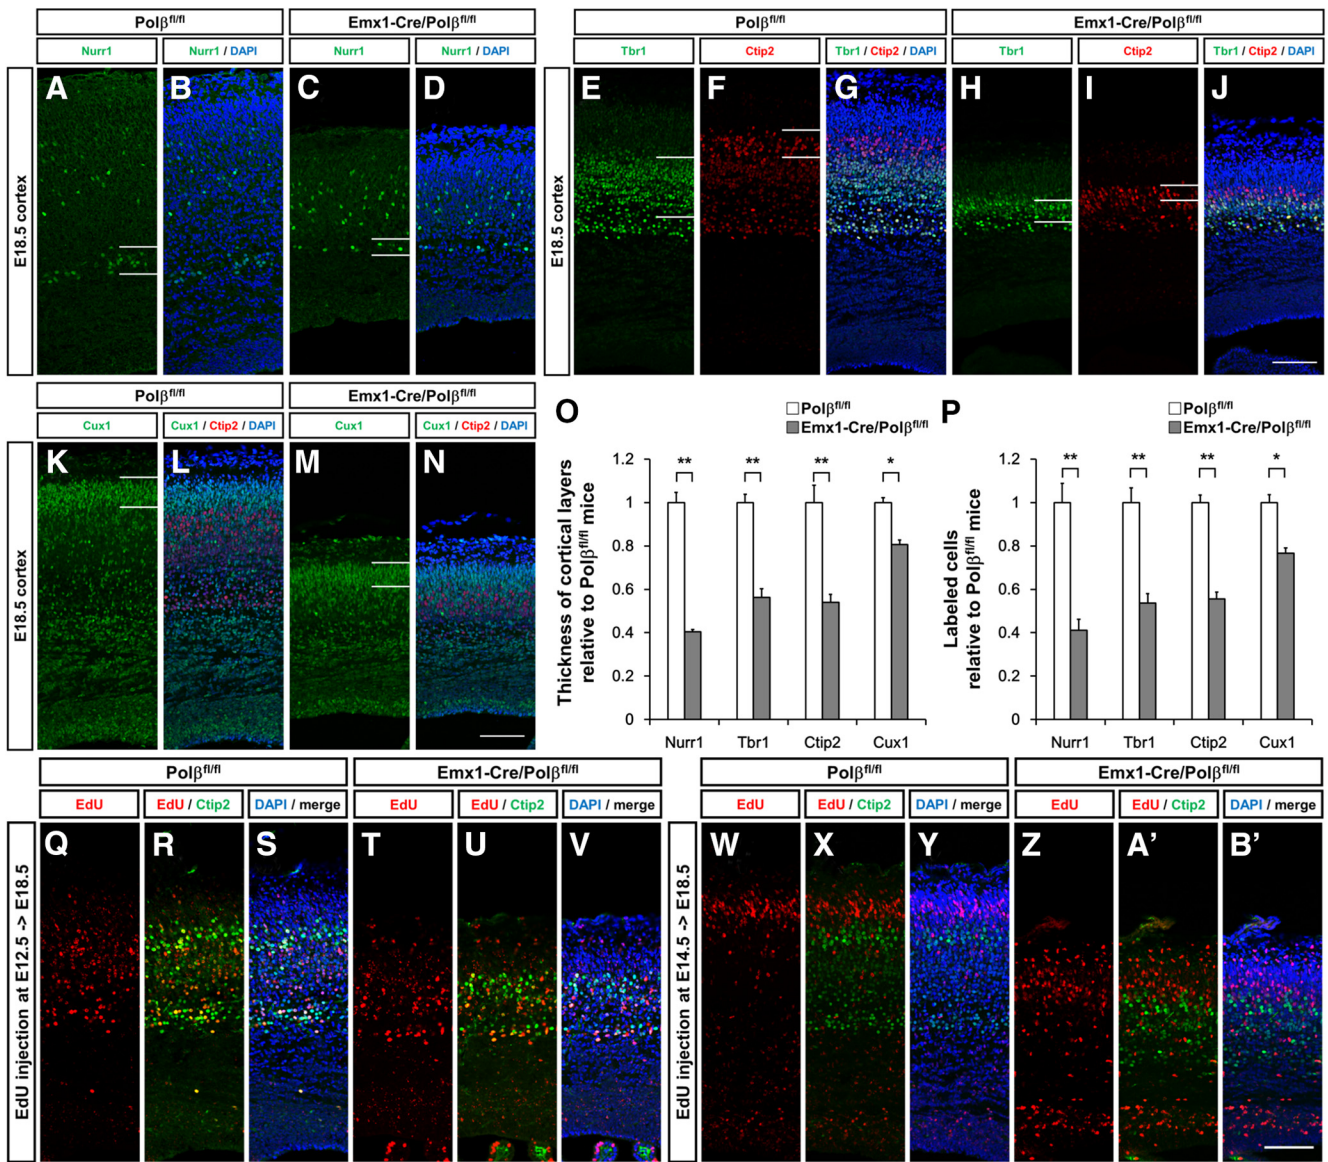 Polβfl/fl
Emx1-Cre/Polβfl/fl
Nurr1
Nurr1 / DAPI
Nurr1
Nurr1 / DAPI
E18.5 cortex
A
B
C
D
Polβfl/fl
Emx1-Cre/Polβfl/fl
Tbr1
Ctip2
Tbr1 / Ctip2 / DAPI
Tbr1
Ctip2
Tbr1 / Ctip2 / DAPI
E18.5 cortex
E
F
G
H
I
J
Polβfl/fl
Emx1-Cre/Polβfl/fl
Cux1
Cux1 / Ctip2 / DAPI
Cux1
Cux1 / Ctip2 / DAPI
E18.5 cortex
K
L
M
N
O
Polβfl/fl
Emx1-Cre/Polβfl/fl
Thickness of cortical layers
relative to Polβfl/fl mice
1.2
1
0.8
0.6
0.4
0.2
0
**
**
**
*
Nurr1
Tbr1
Ctip2
Cux1
P
Polβfl/fl
Emx1-Cre/Polβfl/fl
Labeled cells
relative to Polβfl/fl mice
1.2
1
0.8
0.6
0.4
0.2
0
**
**
**
*
Nurr1
Tbr1
Ctip2
Cux1
Polβfl/fl
Emx1-Cre/Polβfl/fl
EdU
EdU / Ctip2
DAPI / merge
EdU
EdU / Ctip2
DAPI / merge
EdU injection at E12.5 -> E18.5
Q
R
S
T
U
V
Polβfl/fl
Emx1-Cre/Polβfl/fl
EdU
EdU / Ctip2
DAPI / merge
EdU
EdU / Ctip2
DAPI / merge
EdU injection at E14.5 -> E18.5
W
X
Y
Z
A'
B'